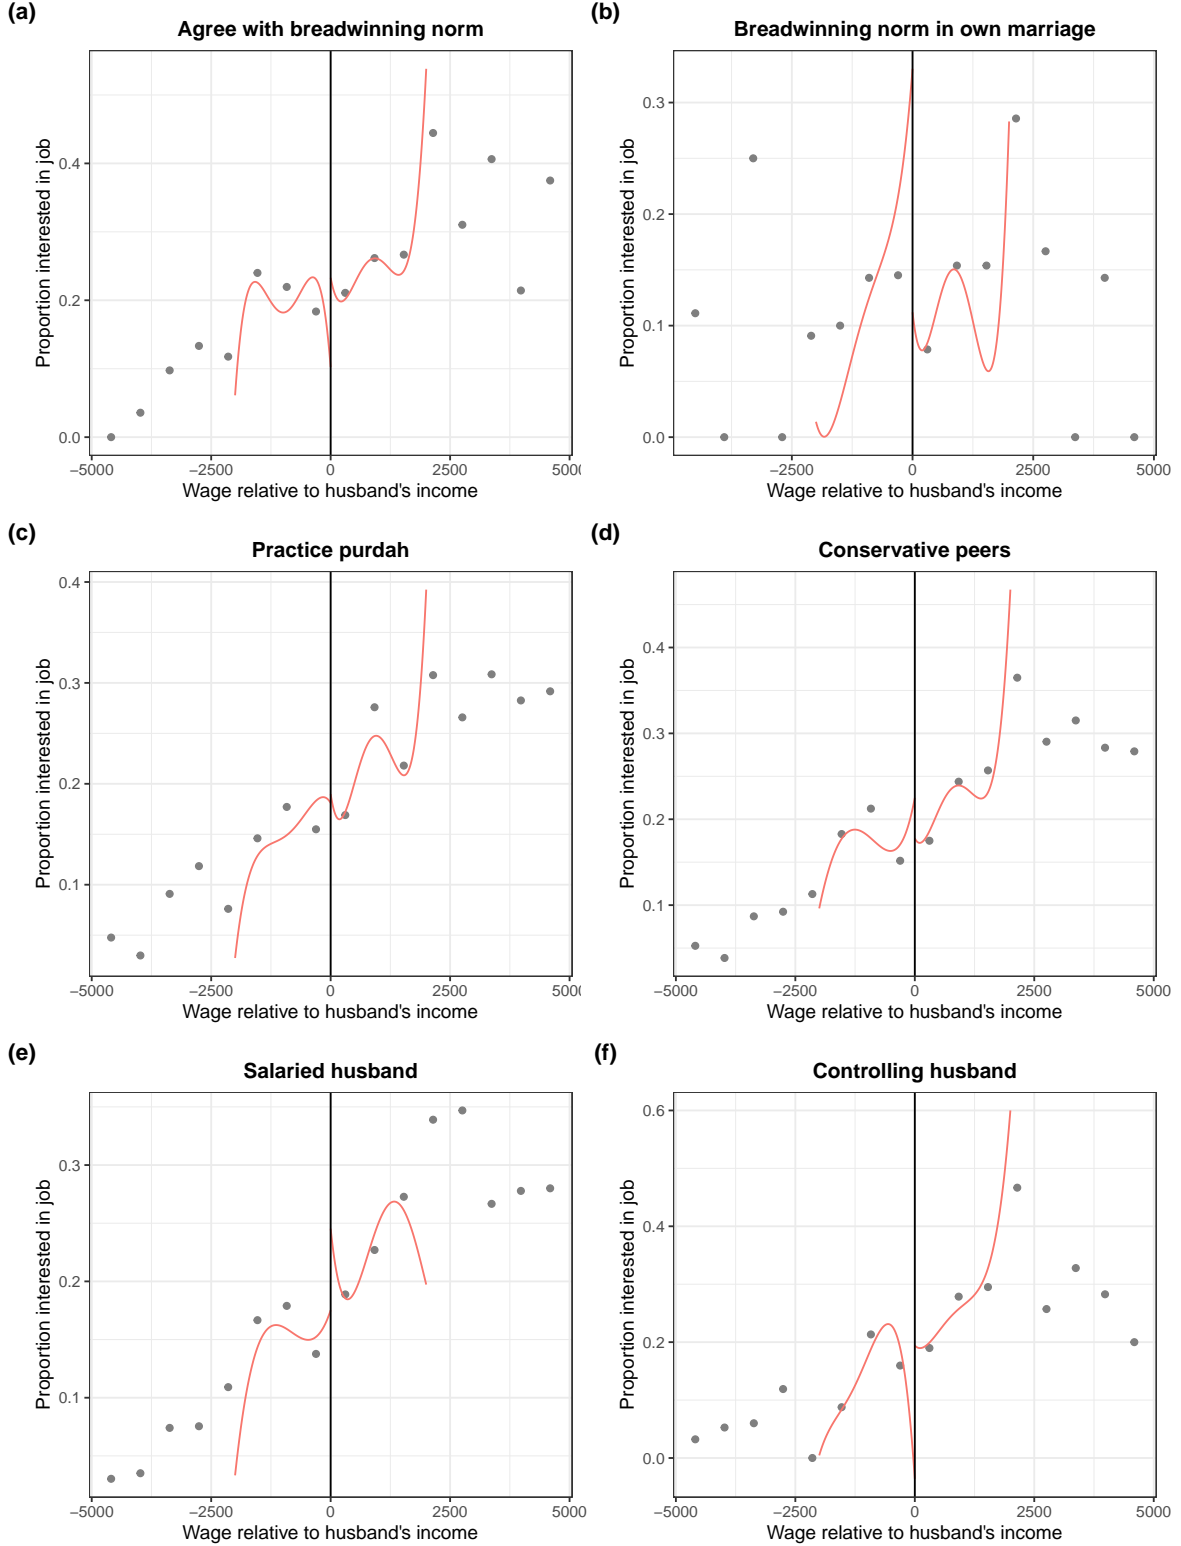 (a)
Agree with breadwinning norm
Proportion interested in job
0.4
0.2
0.0
−5000 −2500 0 2500 5000
Wage relative to husband's income
(b)
Breadwinning norm in own marriage
Proportion interested in job
0.3
0.2
0.1
0.0
−2500 0 2500 5000
Wage relative to husband's income
(c)
Practice purdah
Proportion interested in job
0.4
0.3
0.2
0.1
−5000 −2500 0 2500 5000
Wage relative to husband's income
(d)
Conservative peers
Proportion interested in job
0.4
0.3
0.2
0.1
−5000 −2500 0 2500 5000
Wage relative to husband's income
(e)
Salaried husband
Proportion interested in job
0.3
0.2
0.1
−5000 −2500 0 2500 5000
Wage relative to husband's income
(f)
Controlling husband
Proportion interested in job
0.6
0.4
0.2
0.0
−5000 −2500 0 2500 5000
Wage relative to husband's income